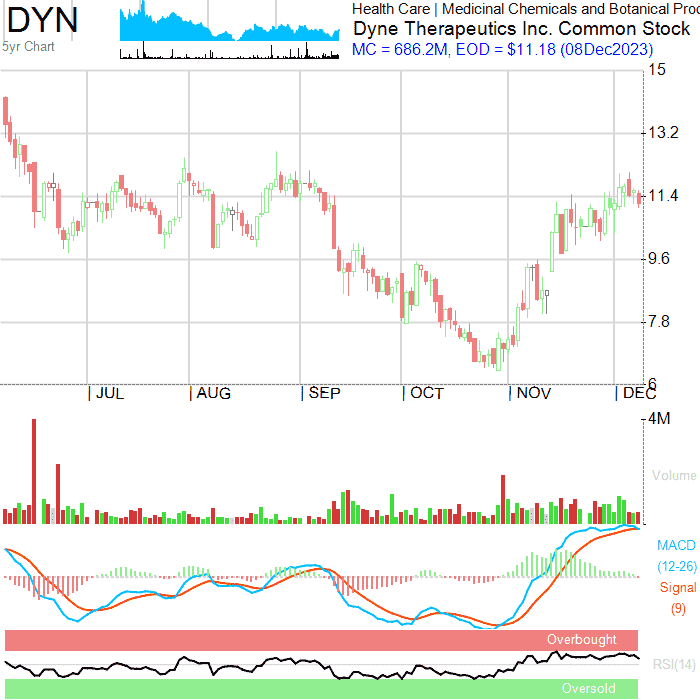 DYN
5yr Chart
Health Care | Medicinal Chemicals and Botanical Pro
Dyne Therapeutics Inc. Common Stock
MC = 686.2M, EOD = $11.18 (08Dec2023)
15
13.2
11.4
9.6
7.8
6
| JUL | AUG | SEP | OCT | NOV | DEC
4M
Volume
MACD
(12-26)
Signal
(9)
Overbought
RSI(14)
Oversold